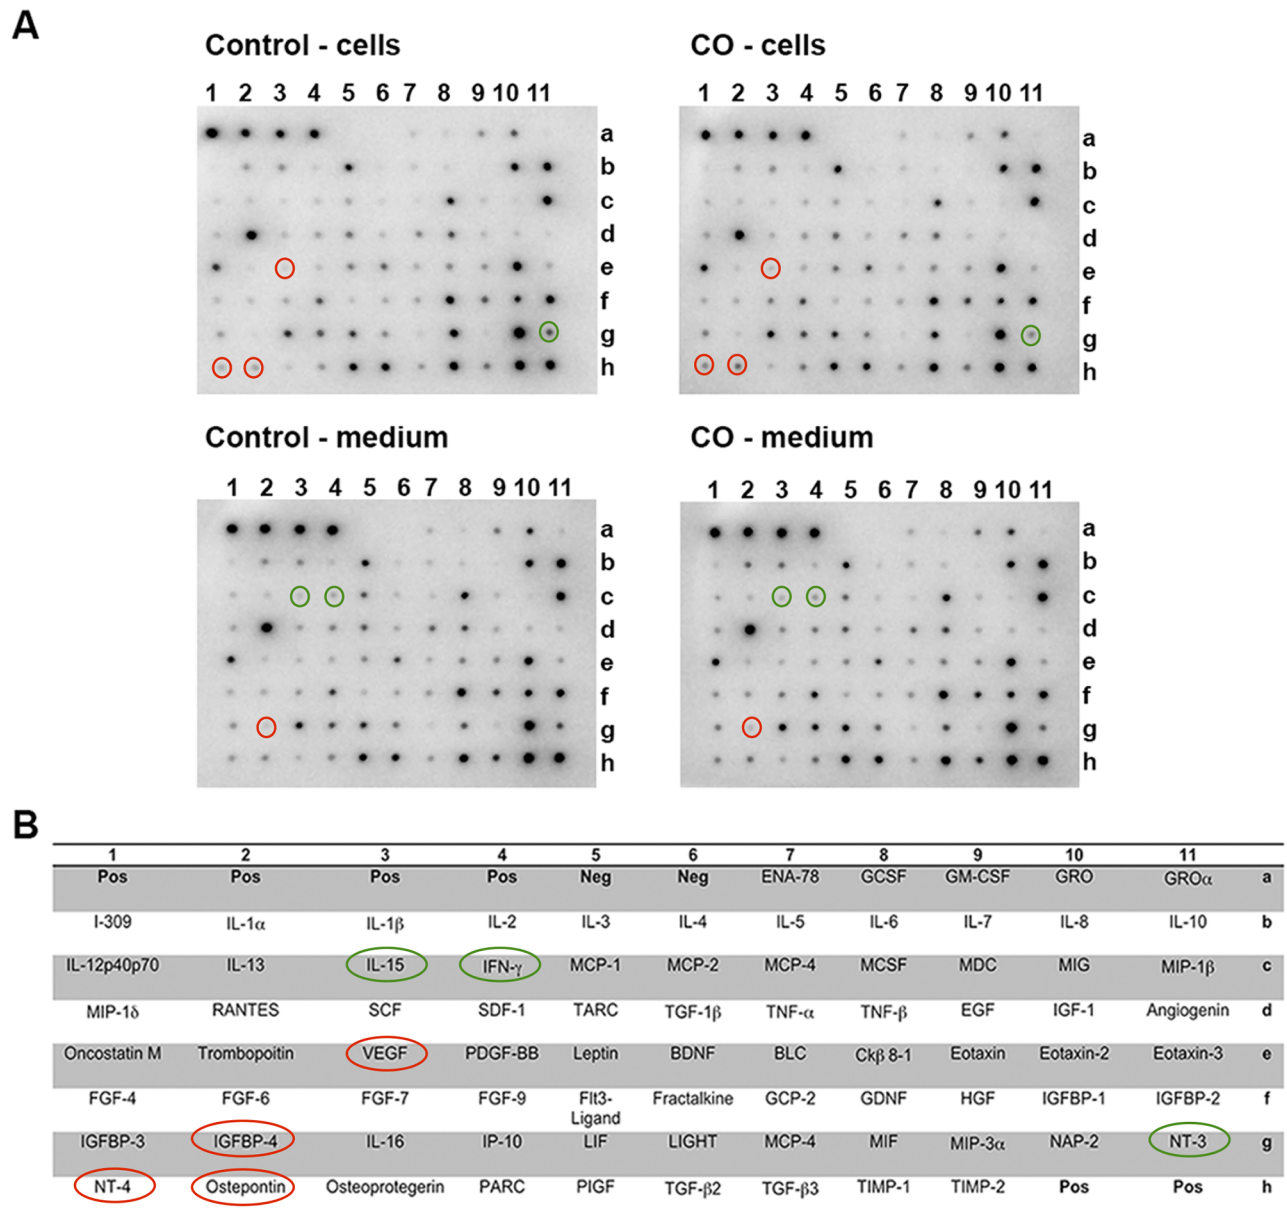 A
Control - cells
CO - cells
1 2 3 4 5 6 7 8 9 10 11
1 2 3 4 5 6 7 8 9 10 11
a
b
c
d
e
f
g
h
a
b
c
d
e
f
g
h
Control - medium
CO - medium
1 2 3 4 5 6 7 8 9 10 11
1 2 3 4 5 6 7 8 9 10 11
a
b
c
d
e
f
g
h
a
b
c
d
e
f
g
h
B
1 2 3 4 5 6 7 8 9 10 11
Pos Pos Pos Pos Neg Neg ENA-78 GCSF GM-CSF GRO GROα a
I-309 IL-1α IL-1β IL-2 IL-3 IL-4 IL-5 IL-6 IL-7 IL-8 IL-10 b
IL-12p40p70 IL-13 IL-15 IFN-γ MCP-1 MCP-2 MCP-4 MCSF MDC MIG MIP-1β c
MIP-1δ RANTES SCF SDF-1 TARC TGF-1β TNF-α TNF-β EGF IGF-1 Angiogenin d
Oncostatin M Trombopoitin VEGF PDGF-BB Leptin BDNF BLC Ckβ 8-1 Eotaxin Eotaxin-2 Eotaxin-3 e
FGF-4 FGF-6 FGF-7 FGF-9 Flt3- Fractalkine GCP-2 GDNF HGF IGFBP-1 IGFBP-2 f
Ligand
IGFBP-3 IGFBP-4 IL-16 IP-10 LIF LIGHT MCP-4 MIF MIP-3α NAP-2 NT-3 g
NT-4 Ostepontin Osteoprotegerin PARC PIGF TGF-β2 TGF-β3 TIMP-1 TIMP-2 Pos Pos h